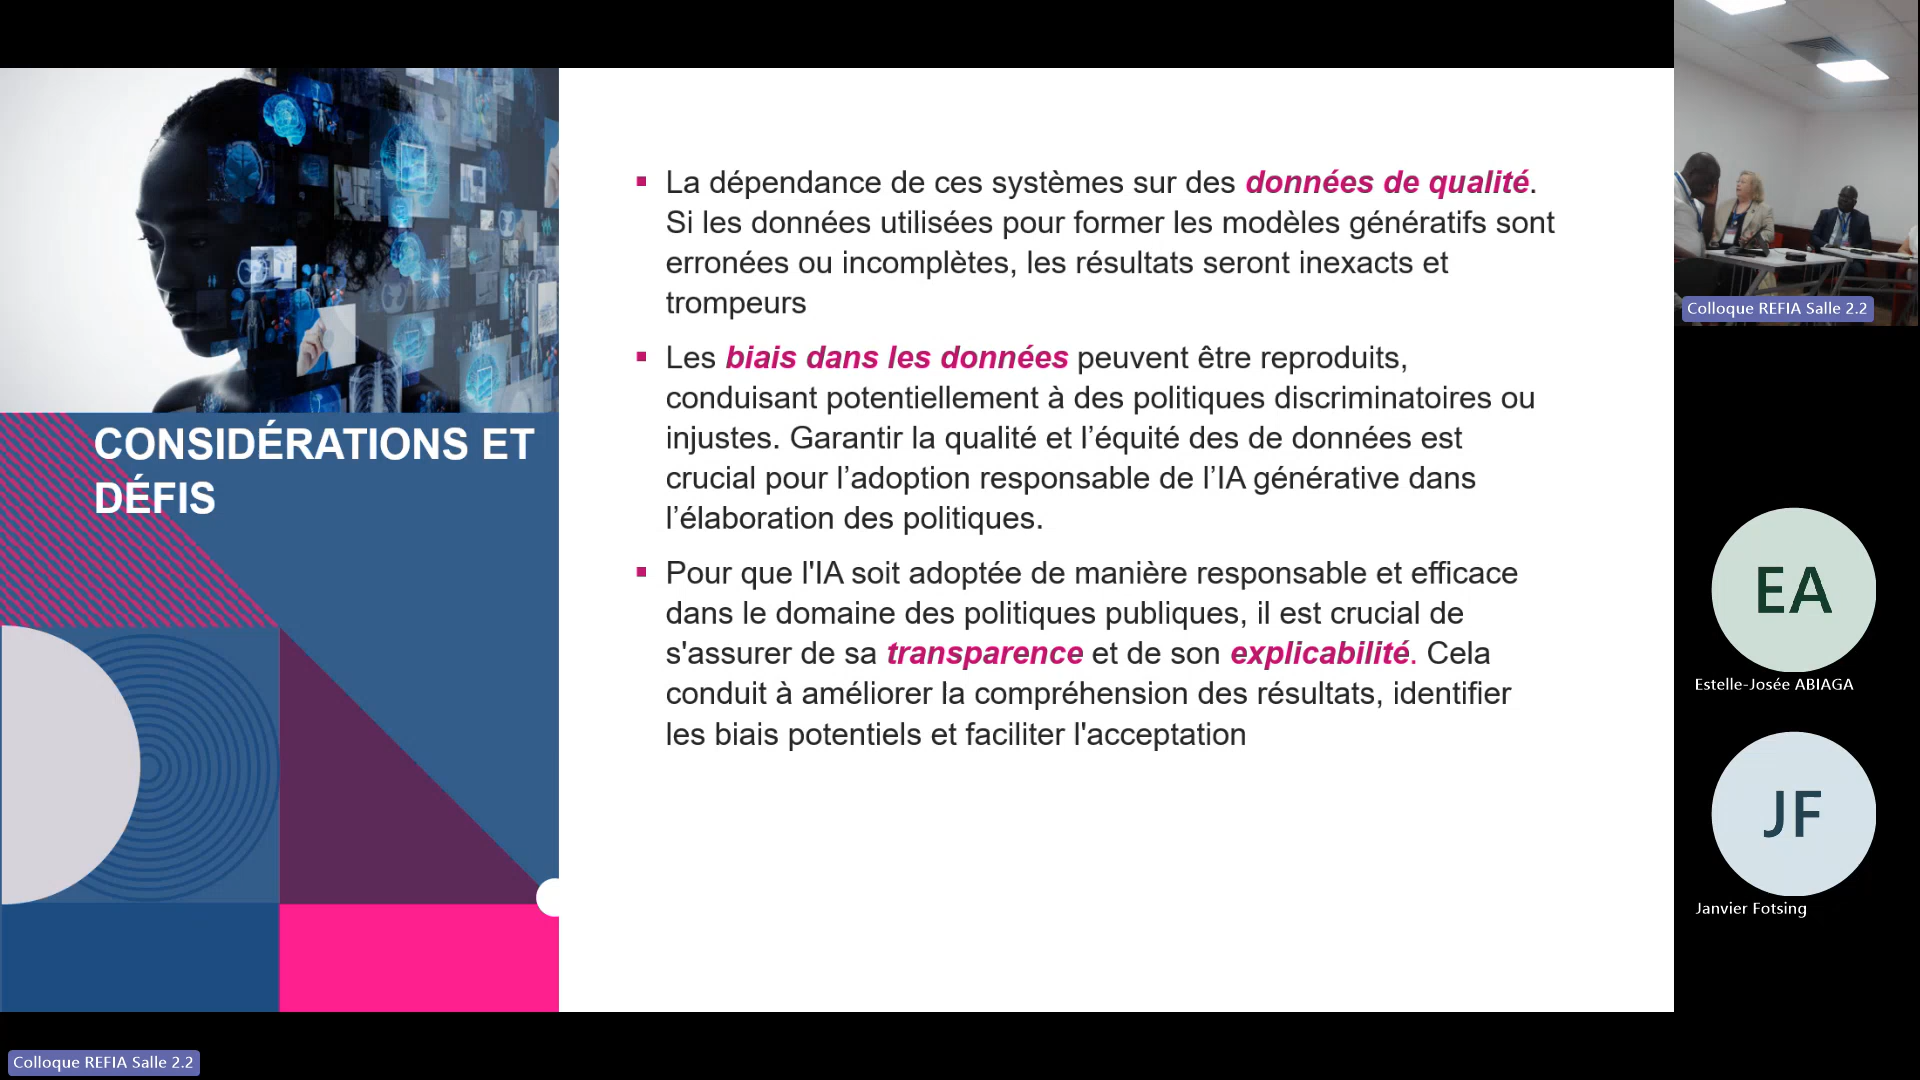 CONSIDÉRATIONS ET
DÉFIS
▪ La dépendance de ces systèmes sur des données de qualité.
Si les données utilisées pour former les modèles génératifs sont
erronées ou incomplètes, les résultats seront inexacts et
trompeurs
▪ Les biais dans les données peuvent être reproduits,
conduisant potentiellement à des politiques discriminatoires ou
injustes. Garantir la qualité et l’équité des de données est
crucial pour l’adoption responsable de l’IA générative dans
l’élaboration des politiques.
▪ Pour que l'IA soit adoptée de manière responsable et efficace
dans le domaine des politiques publiques, il est crucial de
s'assurer de sa transparence et de son explicabilité. Cela
conduit à améliorer la compréhension des résultats, identifier
les biais potentiels et faciliter l'acceptation
Colloque REFIA Salle 2.2
EA
Estelle-Josée ABIAGA
JF
Janvier Fotsing
Colloque REFIA Salle 2.2